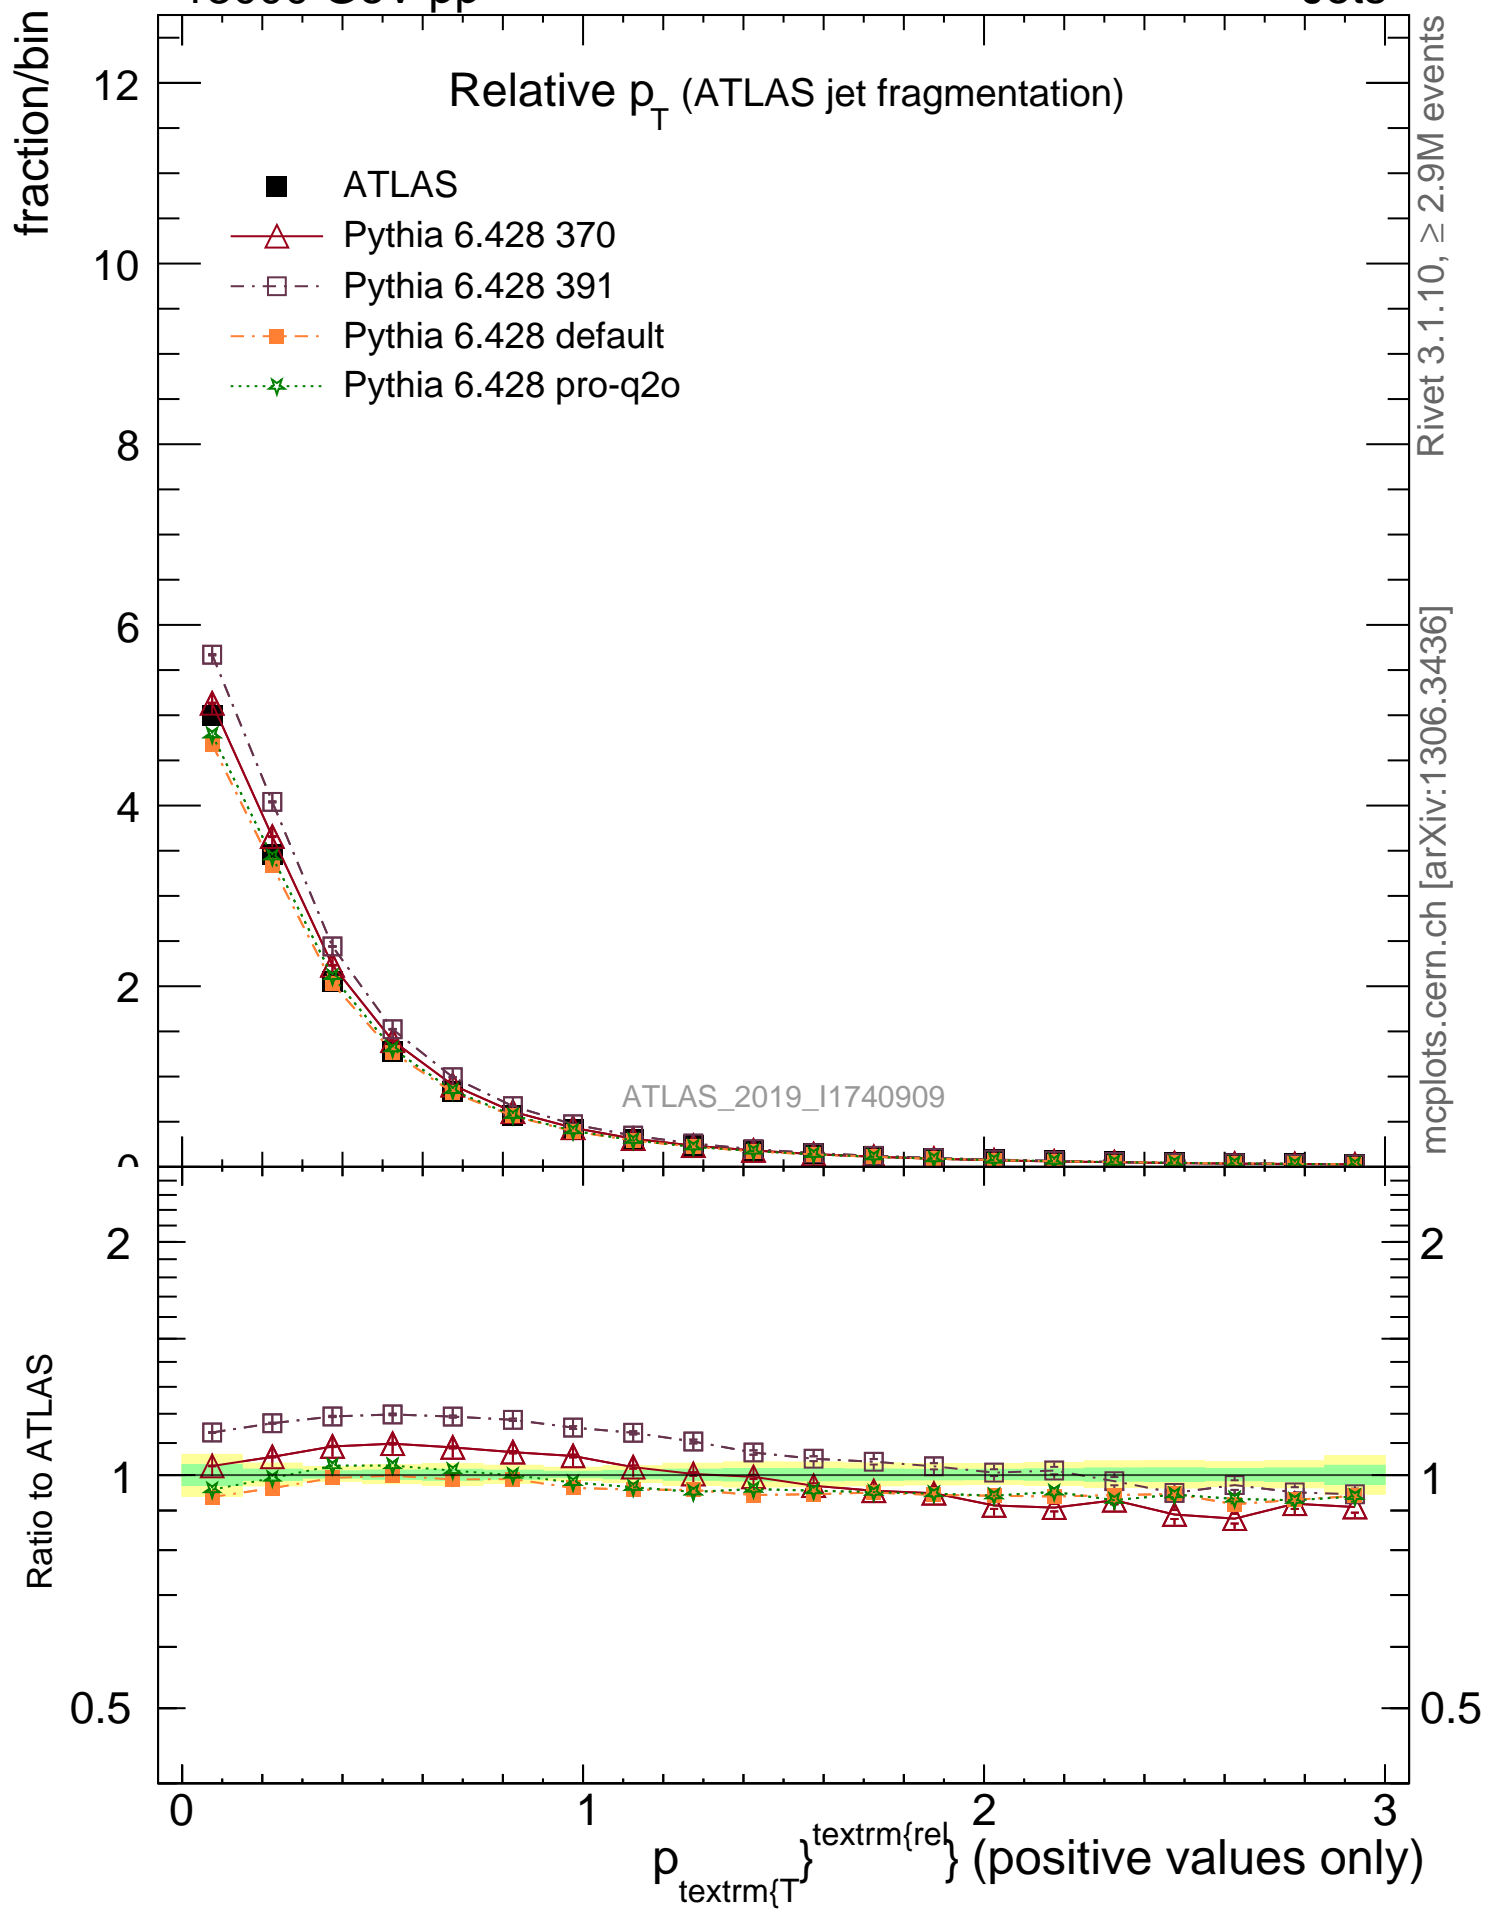 fraction/bin
Relative p_T (ATLAS jet fragmentation)
ATLAS
Pythia 6.428 370
Pythia 6.428 391
Pythia 6.428 default
Pythia 6.428 pro-q2o
12
10
8
6
4
2
0
ATLAS_2019_I1740909
Rivet 3.1.10, ≥ 2.9M events
mcplots.cern.ch [arXiv:1306.3436]
Ratio to ATLAS
2
1
0.5
2
1
0.5
0 1 2 3
p_textrm{T}^textrm{rel} (positive values only)